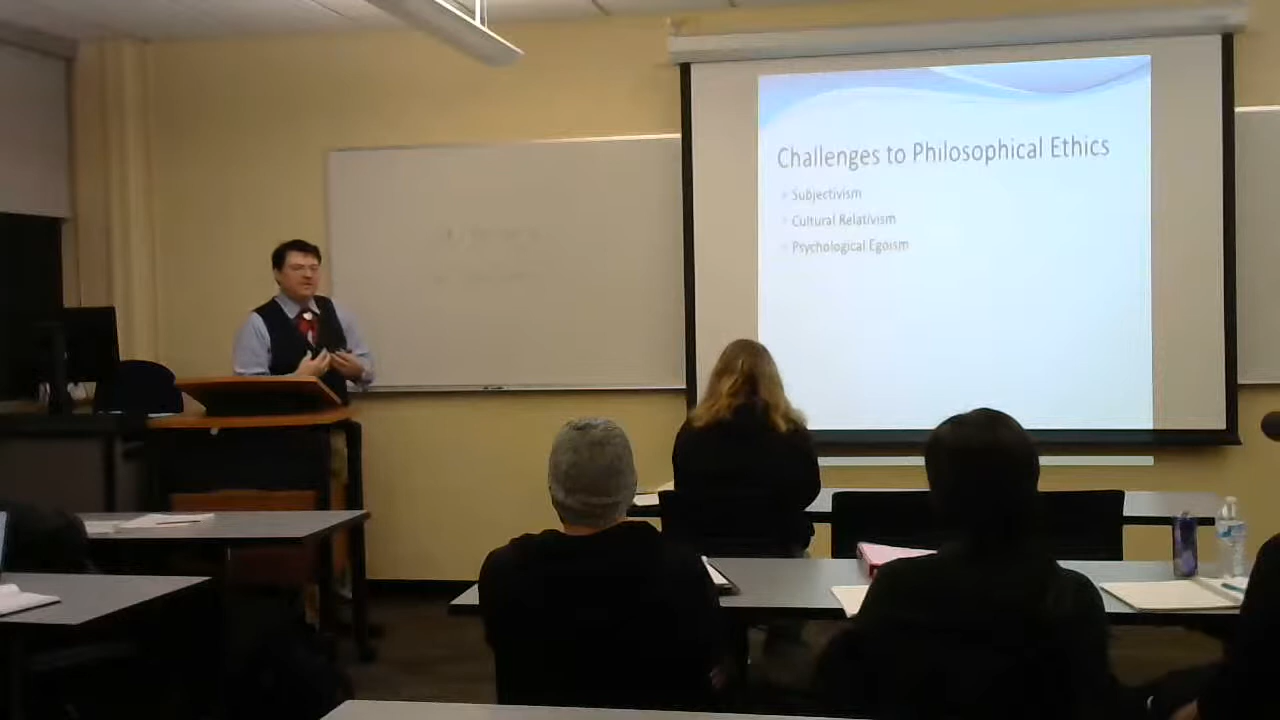 Challenges to Philosophical Ethics
Subjectivism
Cultural Relativism
Psychological Egoism